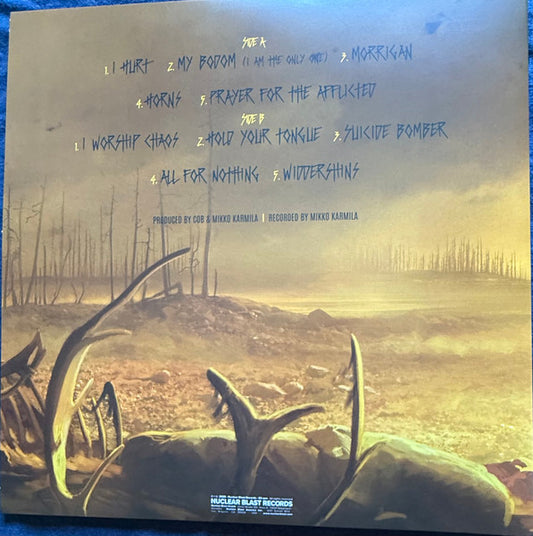 SIDE A
1. I HURT 2. MY BODOM (I AM THE ONLY ONE) 3. MORRIGAN
4. HORNS 5. PRAYER FOR THE AFFLICTED
SIDE B
1. I WORSHIP CHAOS 2. HOLD YOUR TONGUE 3. SUICIDE BOMBER
4. ALL FOR NOTHING 5. WIDDERSHINS
PRODUCED BY COB & MIKKO KARMILA | RECORDED BY MIKKO KARMILA
NUCLEAR BLAST RECORDS